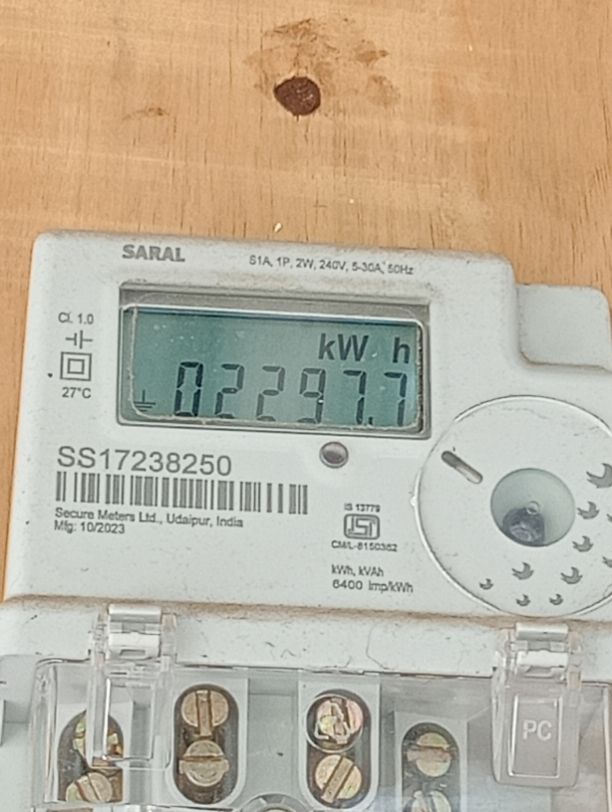 SARAL
S1A, 1P, 2W, 240V, 5-30A, 50Hz
Cl. 1.0
27°C
kW h
02297.7
SS17238250
Secure Meters Ltd., Udaipur, India
Mfg: 10/2023
IS 13779
ISI
CM/L-8150362
kWh, kVAh
6400 Imp/kWh
PC